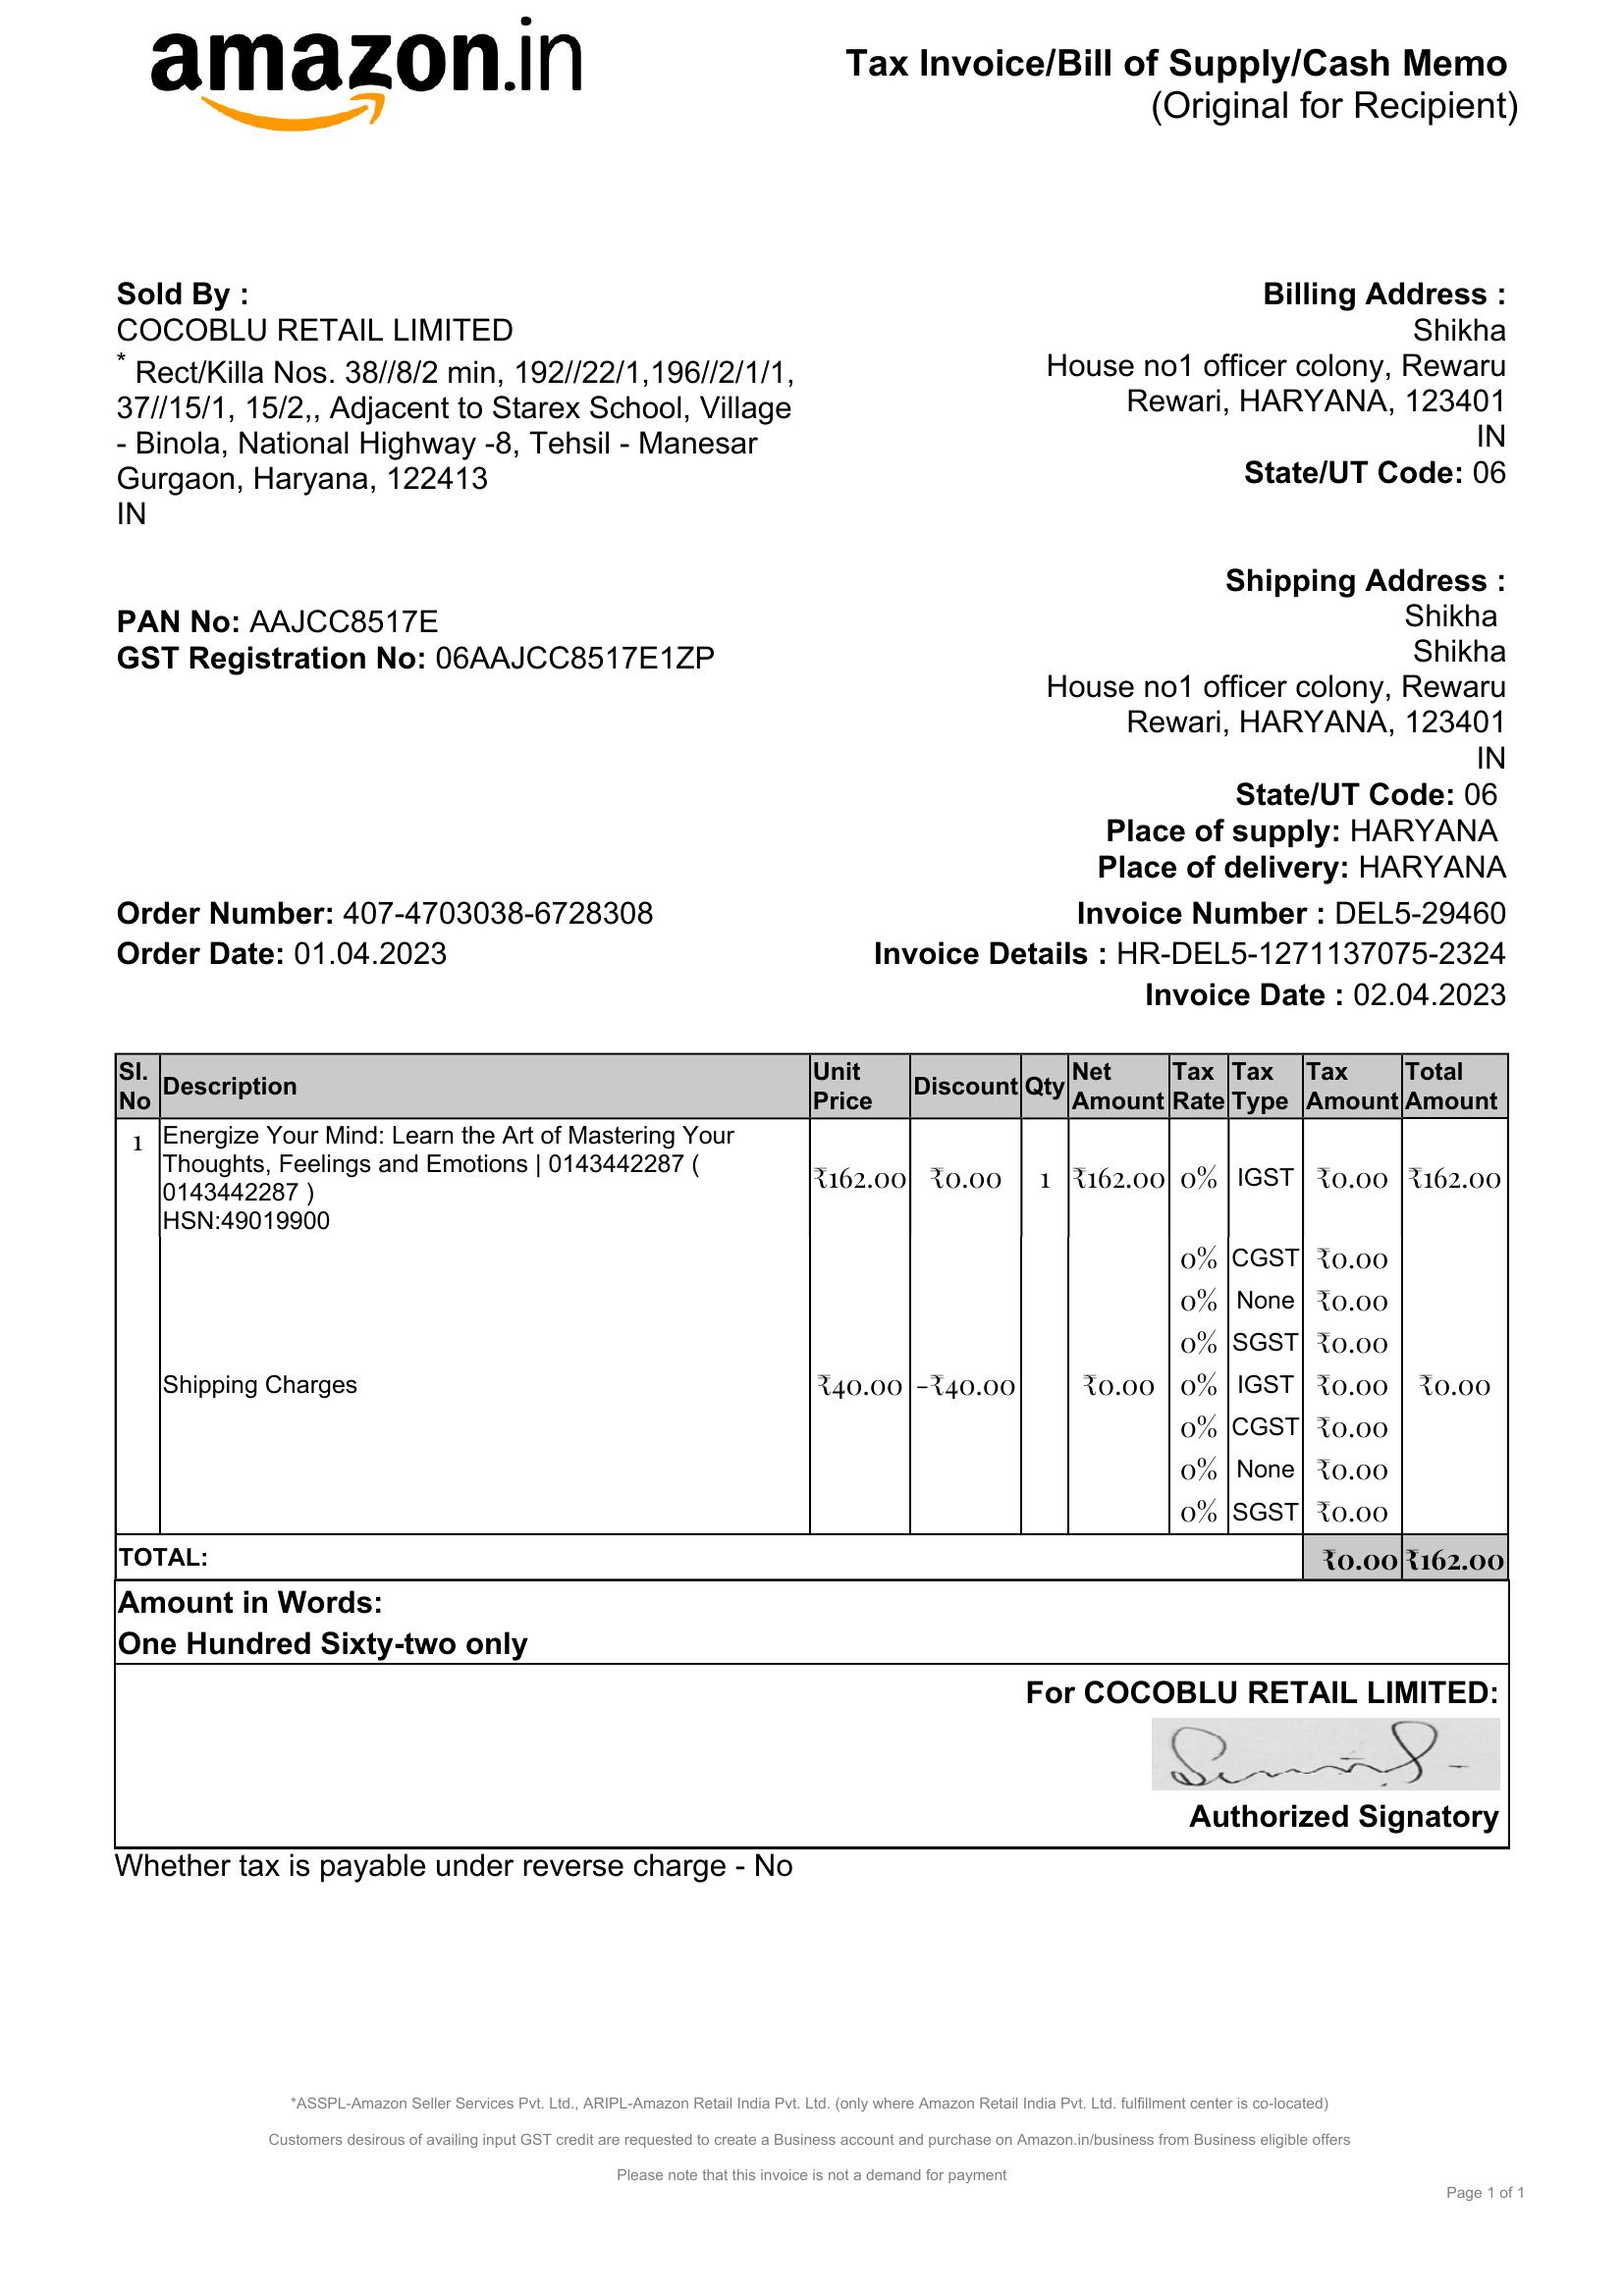 amazon.in
Tax Invoice/Bill of Supply/Cash Memo
(Original for Recipient)
Sold By :
COCOBLU RETAIL LIMITED
* Rect/Killa Nos. 38//8/2 min, 192//22/1,196//2/1/1,
37//15/1, 15/2,, Adjacent to Starex School, Village
- Binola, National Highway -8, Tehsil - Manesar
Gurgaon, Haryana, 122413
IN
PAN No: AAJCC8517E
GST Registration No: 06AAJCC8517E1ZP
Billing Address :
Shikha
House no1 officer colony, Rewaru
Rewari, HARYANA, 123401
IN
State/UT Code: 06
Shipping Address :
Shikha
Shikha
House no1 officer colony, Rewaru
Rewari, HARYANA, 123401
IN
State/UT Code: 06
Place of supply: HARYANA
Place of delivery: HARYANA
Order Number: 407-4703038-6728308
Order Date: 01.04.2023
Invoice Number : DEL5-29460
Invoice Details : HR-DEL5-1271137075-2324
Invoice Date : 02.04.2023
Sl. No Description Unit Price Discount Qty Net Amount Tax Rate Tax Type Tax Amount Total Amount
1 Energize Your Mind: Learn the Art of Mastering Your
Thoughts, Feelings and Emotions | 0143442287 (
0143442287 )
HSN:49019900
₹162.00 ₹0.00 1 ₹162.00 0% IGST ₹0.00 ₹162.00
0% CGST ₹0.00
0% None ₹0.00
0% SGST ₹0.00
Shipping Charges ₹40.00 -₹40.00 ₹0.00 0% IGST ₹0.00 ₹0.00
0% CGST ₹0.00
0% None ₹0.00
0% SGST ₹0.00
TOTAL: ₹0.00 ₹162.00
Amount in Words:
One Hundred Sixty-two only
For COCOBLU RETAIL LIMITED:
Authorized Signatory
Whether tax is payable under reverse charge - No
*ASSPL-Amazon Seller Services Pvt. Ltd., ARIPL-Amazon Retail India Pvt. Ltd. (only where Amazon Retail India Pvt. Ltd. fulfillment center is co-located)
Customers desirous of availing input GST credit are requested to create a Business account and purchase on Amazon.in/business from Business eligible offers
Please note that this invoice is not a demand for payment
Page 1 of 1